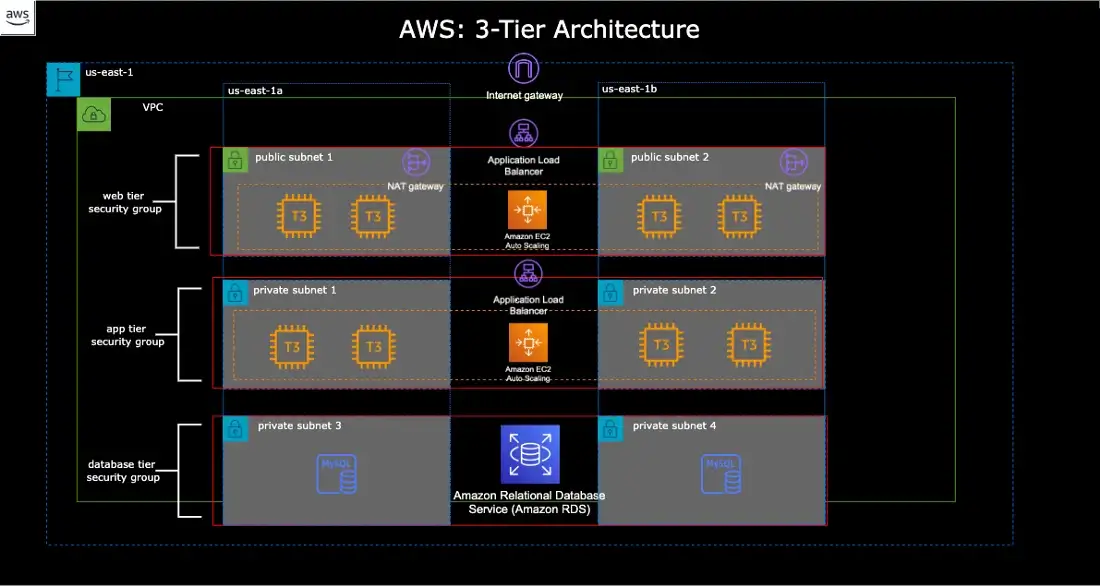 aws
AWS: 3-Tier Architecture
us-east-1
VPC
us-east-1a
Internet gateway
us-east-1b
web tier
security group
public subnet 1
NAT gateway
Application Load
Balancer
public subnet 2
NAT gateway
T3
T3
Amazon EC2
Auto Scaling
T3
T3
app tier
security group
private subnet 1
Application Load
Balancer
private subnet 2
T3
T3
Amazon EC2
Auto Scaling
T3
T3
database tier
security group
private subnet 3
MySQL
Amazon Relational Database
Service (Amazon RDS)
private subnet 4
MySQL